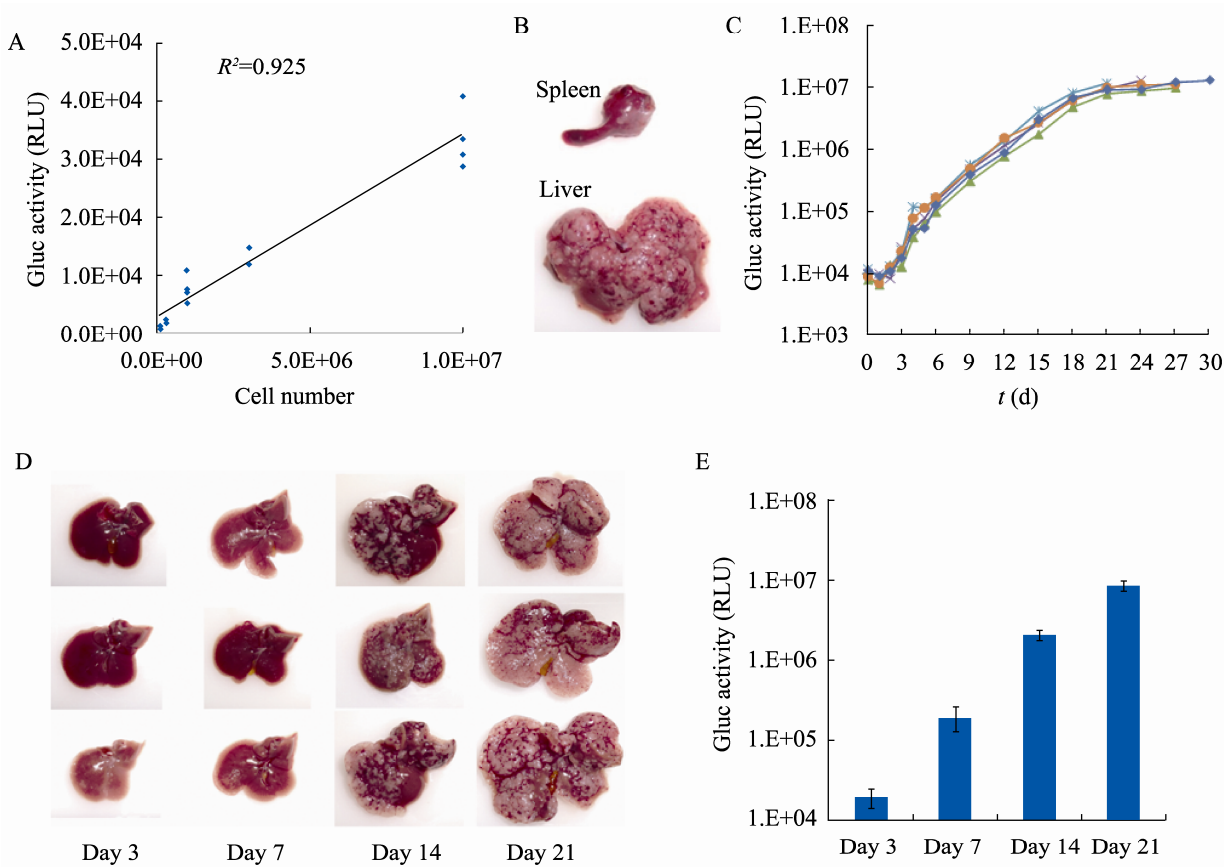 A
5.0E+04
4.0E+04
3.0E+04
2.0E+04
1.0E+04
0.0E+00
Gluc activity (RLU)
R²=0.925
0.0E+00 5.0E+06 1.0E+07
Cell number
B
Spleen
Liver
C
1.E+08
1.E+07
1.E+06
1.E+05
1.E+04
1.E+03
Gluc activity (RLU)
0 3 6 9 12 15 18 21 24 27 30
t (d)
D
Day 3 Day 7 Day 14 Day 21
E
1.E+08
1.E+07
1.E+06
1.E+05
1.E+04
Gluc activity (RLU)
Day 3 Day 7 Day 14 Day 21